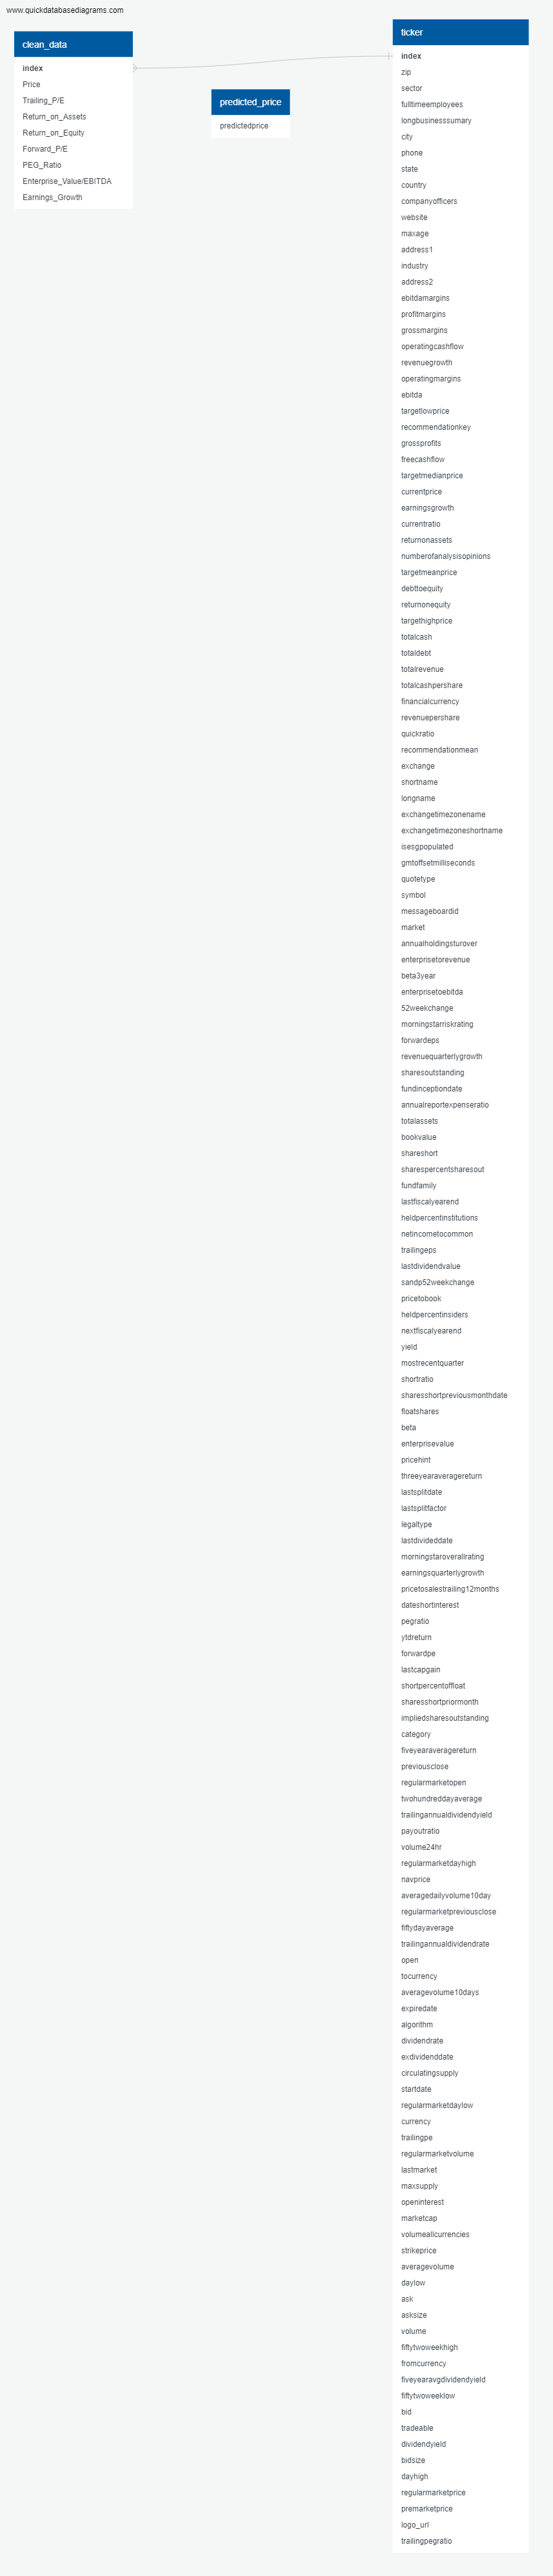 www.quickdatabasediagrams.com
clean_data
index
Price
Trailing_P/E
Return_on_Assets
Return_on_Equity
Forward_P/E
PEG_Ratio
Enterprise_Value/EBITDA
Earnings_Growth
predicted_price
predictedprice
ticker
index
zip
sector
fulltimeemployees
longbusinesssumary
city
phone
state
country
companyofficers
website
maxage
address1
industry
address2
ebitdamargins
profitmargins
grossmargins
operatingcashflow
revenuegrowth
operatingmargins
ebitda
targetlowprice
recommendationkey
grossprofits
freecashflow
targetmedianprice
currentprice
earningsgrowth
currentratio
returnonassets
numberofanalysisopinions
targetmeanprice
debttoequity
returnonequity
targethighprice
totalcash
totaldebt
totalrevenue
totalcashpershare
financialcurrency
revenuepershare
quickratio
recommendationmean
exchange
shortname
longname
exchangetimezonename
exchangetimezoneshortname
isesgpopulated
gmtoffsetmilliseconds
quotetype
symbol
messageboardid
market
annualholdingsturover
enterprisetorevenue
beta3year
enterprisetoebitda
52weekchange
morningstarriskrating
forwardeps
revenuequarterlygrowth
sharesoutstanding
fundinceptiondate
annualreportexpenseratio
totalassets
bookvalue
shareshort
sharespercentsharesout
fundfamily
lastfiscalyearend
heldpercentinstitutions
netincometocommon
trailingeps
lastdividendvalue
sandp52weekchange
pricetobook
heldpercentinsiders
nextfiscalyearend
yield
mostrecentquarter
shortratio
sharesshortpreviousmonthdate
floatshares
beta
enterprisevalue
pricehint
threeyearaveragereturn
lastsplitdate
lastsplitfactor
legaltype
lastdivideddate
morningstaroverallrating
earningsquarterlygrowth
pricetosalestrailing12months
dateshortinterest
pegratio
ytdreturn
forwardpe
lastcapgain
shortpercentoffloat
sharesshortpriormonth
impliedsharesoutstanding
category
fiveyearaveragereturn
previousclose
regularmarketopen
twohundreddayaverage
trailingannualdividendyield
payoutratio
volume24hr
regularmarketdayhigh
navprice
averagedailyvolume10day
regularmarketpreviousclose
fiftydayaverage
trailingannualdividendrate
open
tocurrency
averagevolume10days
expiredate
algorithm
dividendrate
exdividenddate
circulatingsupply
startdate
regularmarketdaylow
currency
trailingpe
regularmarketvolume
lastmarket
maxsupply
openinterest
marketcap
volumeallcurrencies
strikeprice
averagevolume
daylow
ask
asksize
volume
fiftytwoweekhigh
fromcurrency
fiveyearavgdividendyield
fiftytwoweeklow
bid
tradeable
dividendyield
bidsize
dayhigh
regularmarketprice
premarketprice
logo_url
trailingpegratio